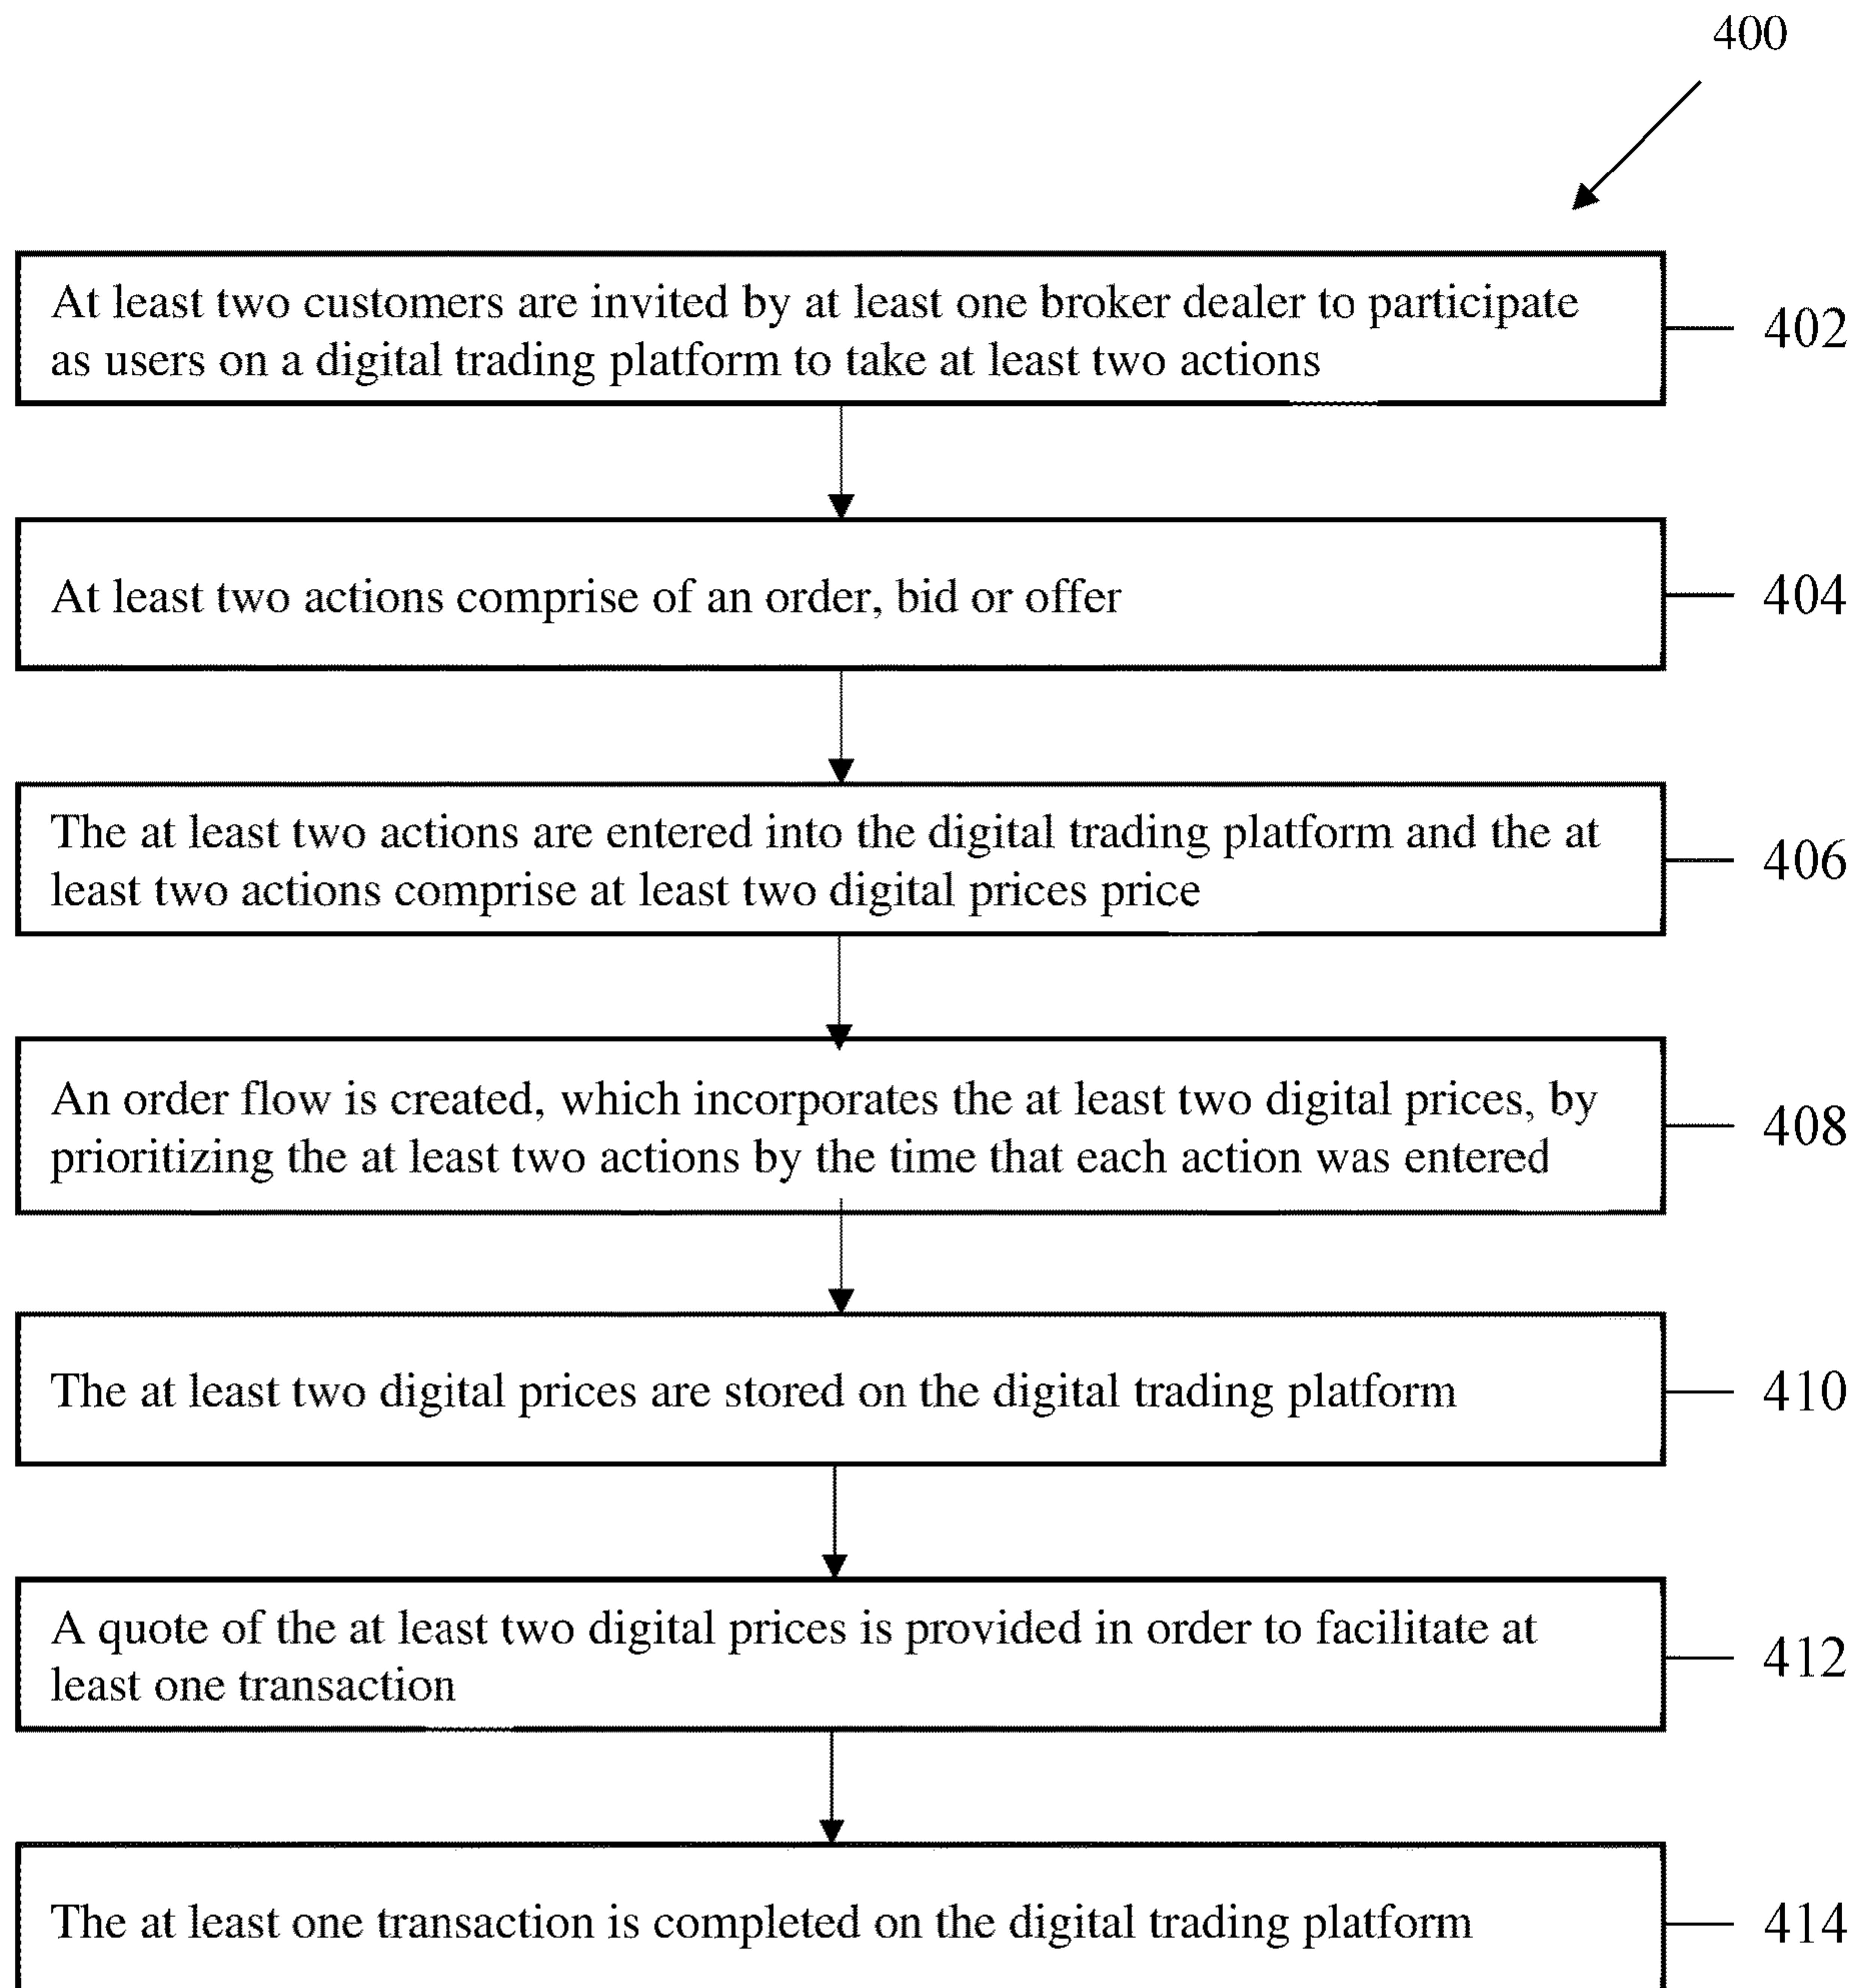 400
At least two customers are invited by at least one broker dealer to participate
as users on a digital trading platform to take at least two actions
402
At least two actions comprise of an order, bid or offer
404
The at least two actions are entered into the digital trading platform and the at
least two actions comprise at least two digital prices price
406
An order flow is created, which incorporates the at least two digital prices, by
prioritizing the at least two actions by the time that each action was entered
408
The at least two digital prices are stored on the digital trading platform
410
A quote of the at least two digital prices is provided in order to facilitate at
least one transaction
412
The at least one transaction is completed on the digital trading platform
414